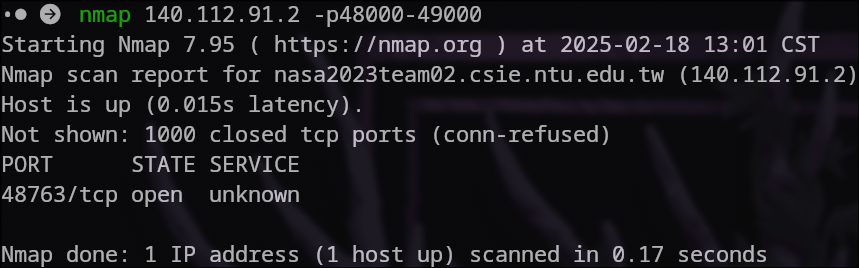 nmap 140.112.91.2 -p48000-49000
Starting Nmap 7.95 ( https://nmap.org ) at 2025-02-18 13:01 CST
Nmap scan report for nasa2023team02.csie.ntu.edu.tw (140.112.91.2)
Host is up (0.015s latency).
Not shown: 1000 closed tcp ports (conn-refused)
PORT      STATE SERVICE
48763/tcp open  unknown
Nmap done: 1 IP address (1 host up) scanned in 0.17 seconds